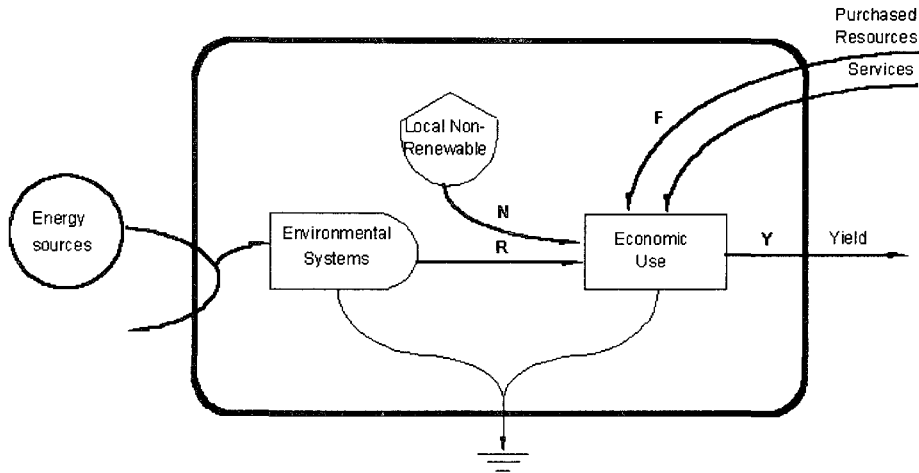 Purchased
Resources
Services
F
Local Non-
Renewable
Energy
sources
N
Environmental
Systems
R
Economic
Use
Y
Yield